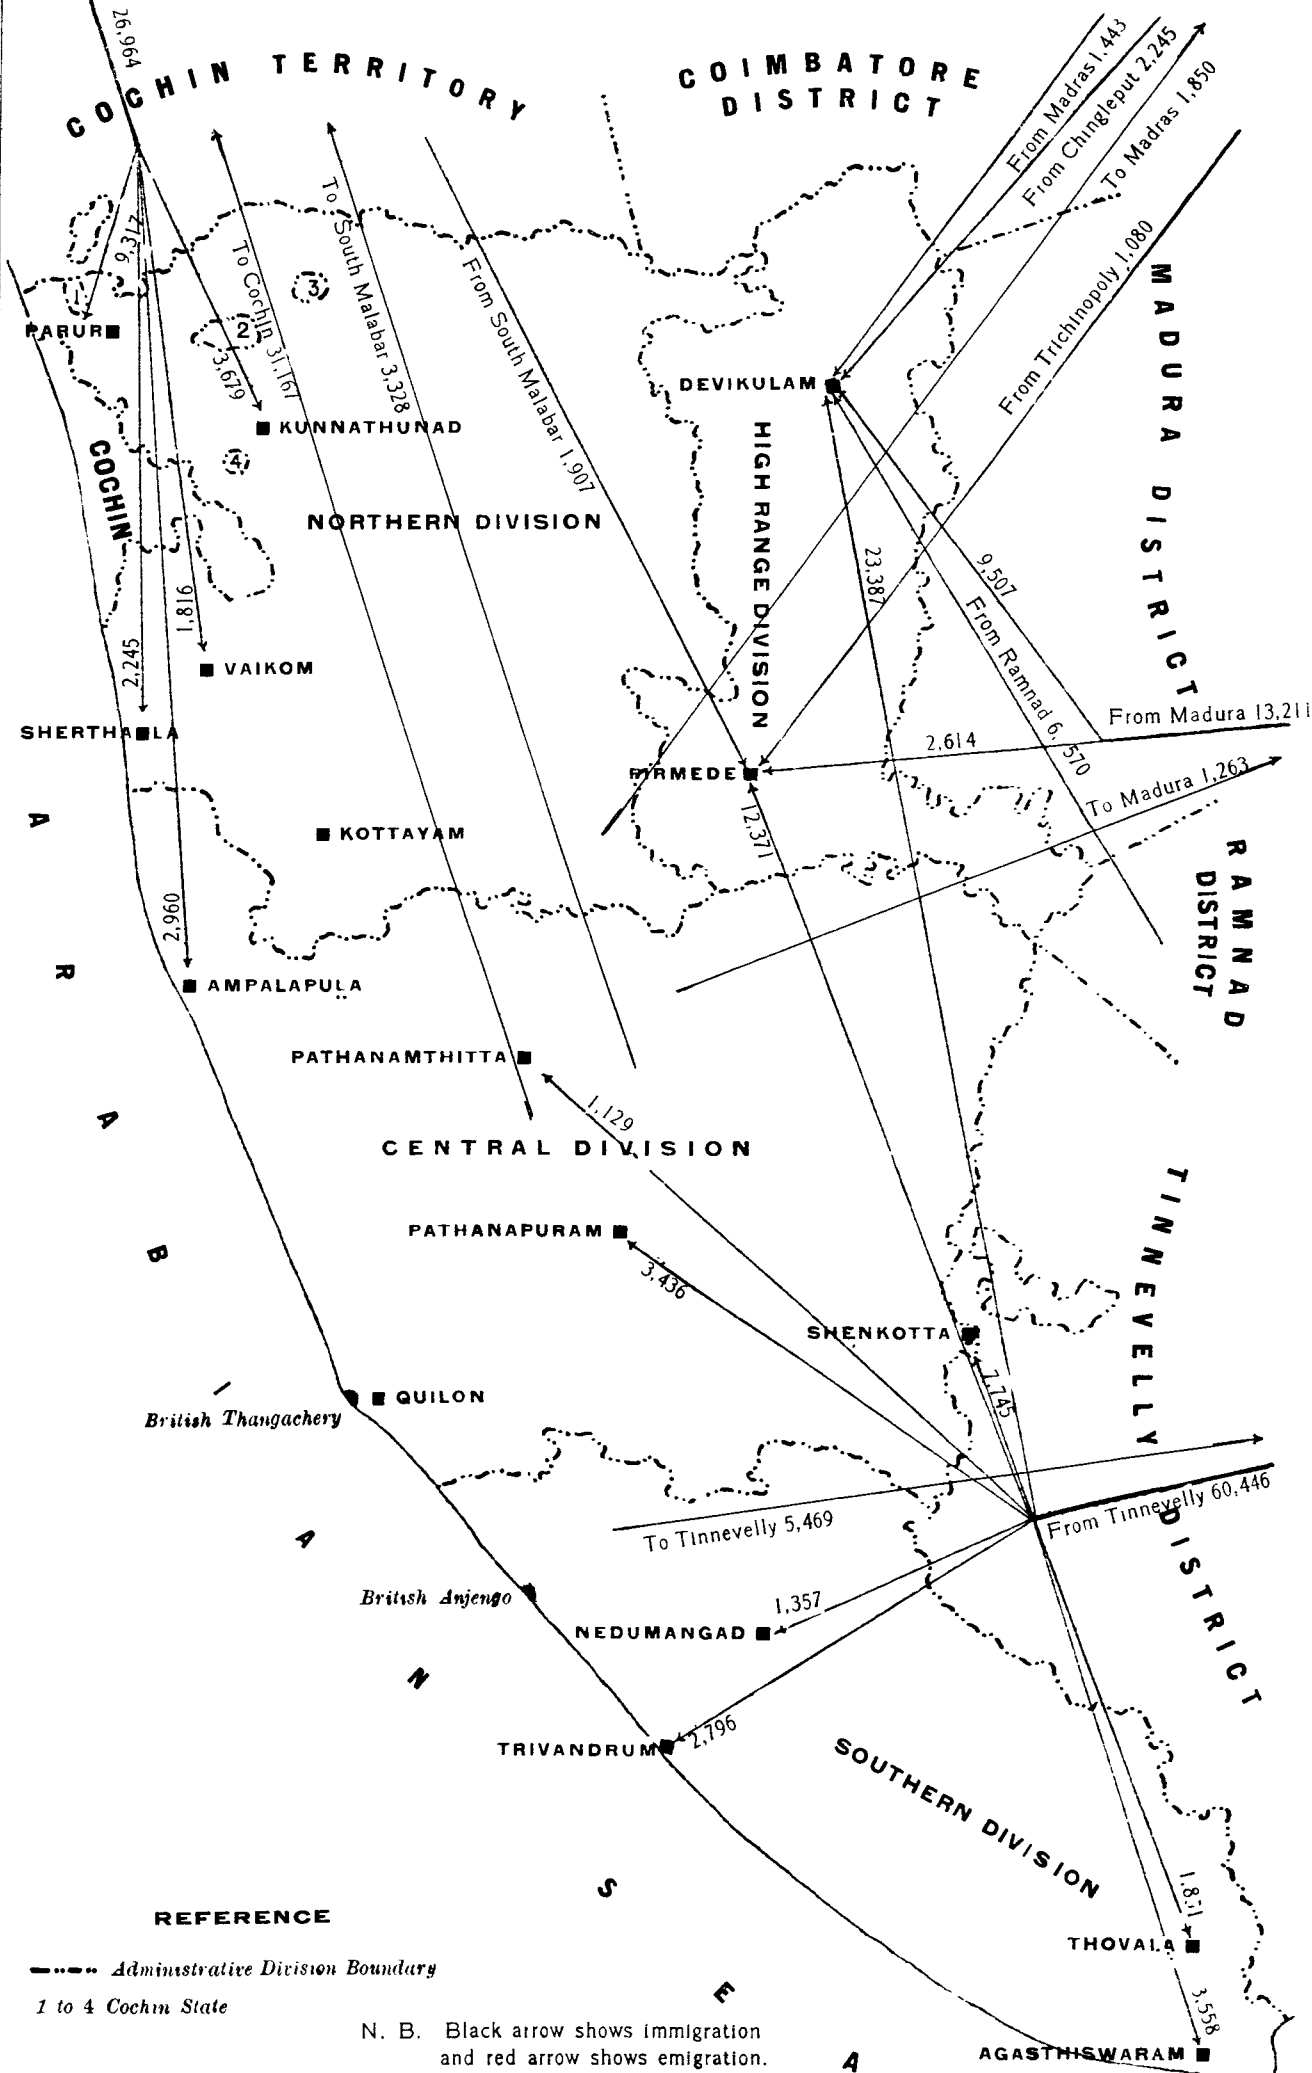 26,964
COCHIN TERRITORY
COIMBATORE
DISTRICT
From Madras 1,443
From Chingleput 2,245
To Madras 1,850
From Trichinopoly 1,080
MADURA DISTRICT
9,317
1
PARUR
2
3
4
3,679
To Cochin 31,167
To South Malabar 3,328
From South Malabar 1,907
KUNNATHUNAD
DEVIKULAM
COCHIN
NORTHERN DIVISION
HIGH RANGE DIVISION
23,387
9,507
From Ramnad 6,570
1,816
2,245
VAIKOM
SHERTHALA
From Madura 13,211
2,614
PIRMEDE
12,371
To Madura 1,263
KOTTAYAM
RAMNAD
DISTRICT
2,960
AMPALAPULA
PATHANAMTHITTA
1,129
CENTRAL DIVISION
PATHANAPURAM
3,436
TINNEVELLY DISTRICT
SHENKOTTA
7,745
QUILON
British Thangachery
To Tinnevelly 5,469
From Tinnevelly 60,446
British Anjengo
1,357
NEDUMANGAD
TRIVANDRUM
2,796
SOUTHERN DIVISION
THOVALA
3,558
AGASTHISWARAM
ARABIAN SEA
REFERENCE
Administrative Division Boundary
1 to 4 Cochin State
N. B. Black arrow shows immigration
and red arrow shows emigration.